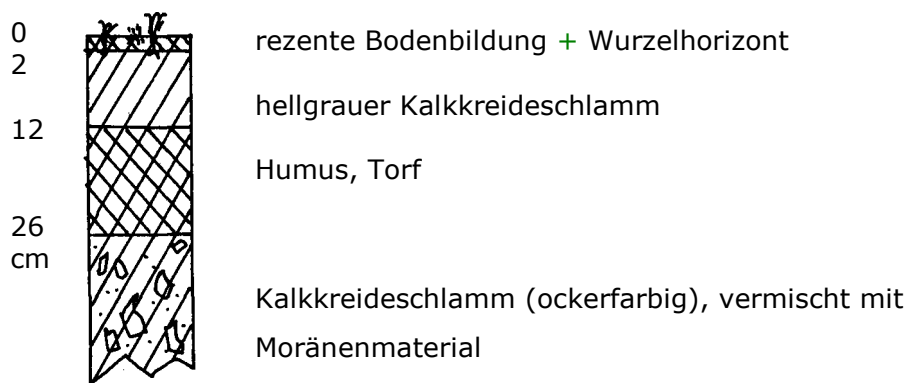 0
rezente Bodenbildung + Wurzelhorizont
2
hellgrauer Kalkkreideschlamm
12
Humus, Torf
26
cm
Kalkkreideschlamm (ockerfarbig), vermischt mit
Moränenmaterial